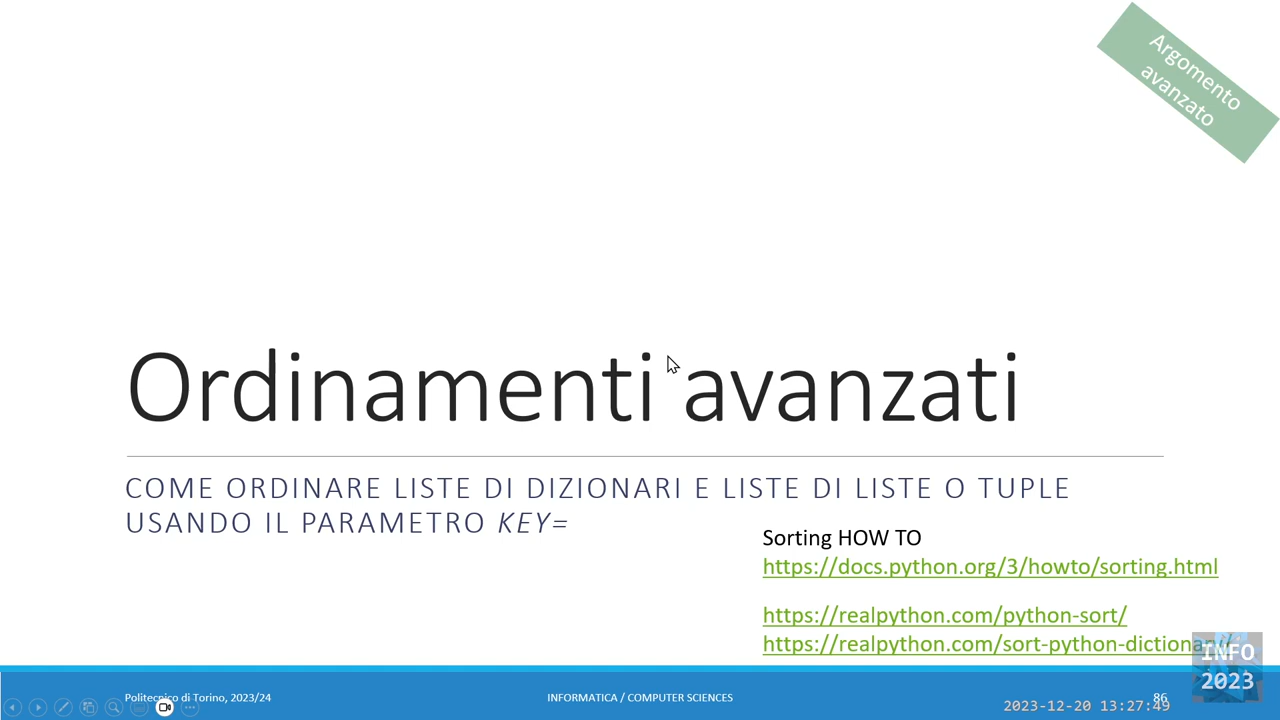 Argomento
avanzato
Ordinamenti avanzati
COME ORDINARE LISTE DI DIZIONARI E LISTE DI LISTE O TUPLE
USANDO IL PARAMETRO KEY=
Sorting HOW TO
https://docs.python.org/3/howto/sorting.html
https://realpython.com/python-sort/
https://realpython.com/sort-python-dictionary/
Politecnico di Torino, 2023/24
INFORMATICA / COMPUTER SCIENCES
86
2023-12-20 13:27:49
INFO
2023